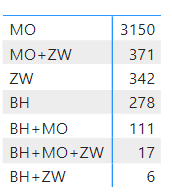 MO 3150
MO+ZW 371
ZW 342
BH 278
BH+MO 111
BH+MO+ZW 17
BH+ZW 6